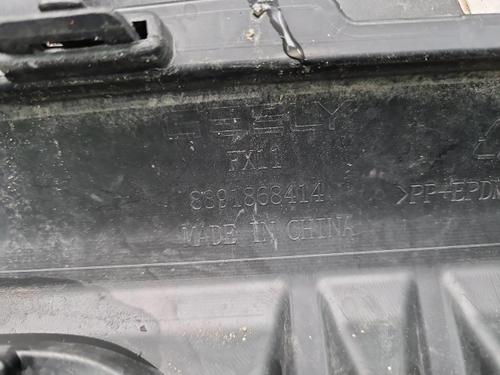 GEELY
FX11
8891868414
MADE IN CHINA
>PP+EPDM